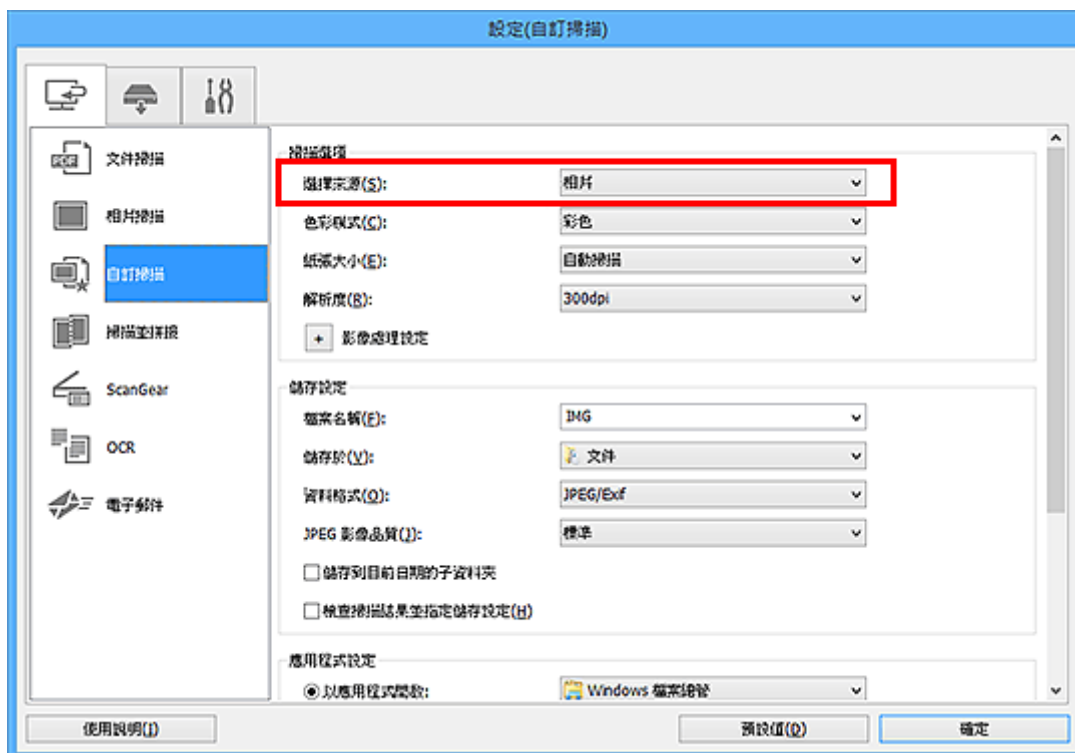 設定(自訂掃描)
PDF
文件掃描
相片掃描
自訂掃描
掃描並拼接
ScanGear
OCR
電子郵件
掃描選項
選擇來源(S): 相片
色彩模式(C): 彩色
紙張大小(E): 自動掃描
解析度(R): 300dpi
+ 影像處理設定
儲存設定
檔案名稱(F): IMG
儲存於(V): 文件
資料格式(O): JPEG/Exif
JPEG 影像品質(J): 標準
儲存到目前日期的子資料夾
檢查掃描結果並指定儲存設定(H)
應用程式設定
以應用程式開啟: Windows 檔案總管
使用說明(I) 預設值(D) 確定